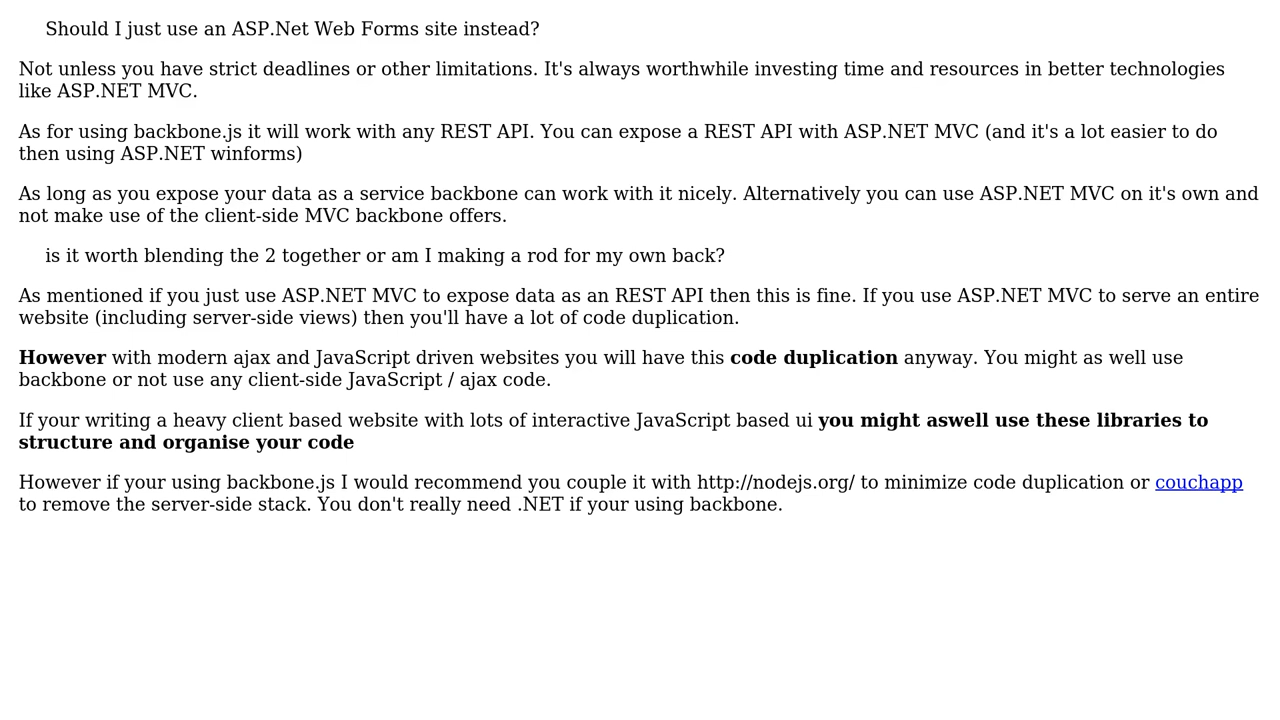 Should I just use an ASP.Net Web Forms site instead?
Not unless you have strict deadlines or other limitations. It's always worthwhile investing time and resources in better technologies
like ASP.NET MVC.
As for using backbone.js it will work with any REST API. You can expose a REST API with ASP.NET MVC (and it's a lot easier to do
then using ASP.NET winforms)
As long as you expose your data as a service backbone can work with it nicely. Alternatively you can use ASP.NET MVC on it's own and
not make use of the client-side MVC backbone offers.
is it worth blending the 2 together or am I making a rod for my own back?
As mentioned if you just use ASP.NET MVC to expose data as an REST API then this is fine. If you use ASP.NET MVC to serve an entire
website (including server-side views) then you'll have a lot of code duplication.
However with modern ajax and JavaScript driven websites you will have this code duplication anyway. You might as well use
backbone or not use any client-side JavaScript / ajax code.
If your writing a heavy client based website with lots of interactive JavaScript based ui you might aswell use these libraries to
structure and organise your code
However if your using backbone.js I would recommend you couple it with http://nodejs.org/ to minimize code duplication or couchapp
to remove the server-side stack. You don't really need .NET if your using backbone.